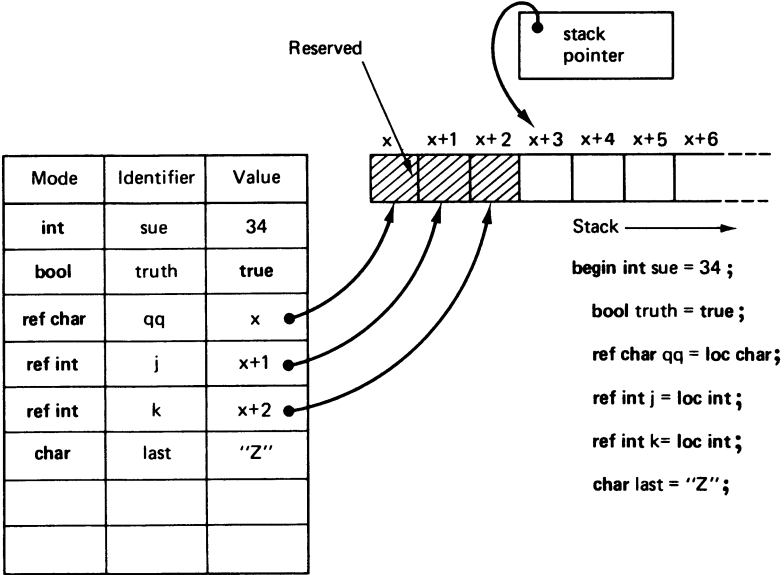 stack
pointer
Reserved
x x+1 x+2 x+3 x+4 x+5 x+6
Mode Identifier Value
int sue 34
bool truth true
ref char qq x
ref int j x+1
ref int k x+2
char last “Z”
Stack
begin int sue = 34 ;
bool truth = true ;
ref char qq = loc char;
ref int j = loc int ;
ref int k= loc int ;
char last = “Z” ;